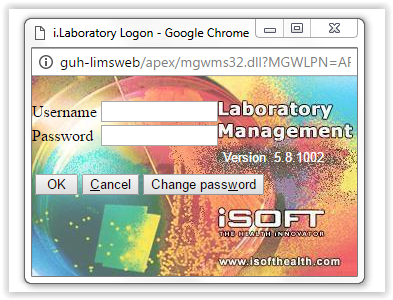 i.Laboratory Logon - Google Chrome
guh-limsweb/apex/mgwms32.dll?MGWLPN=AF
Username
Password
Laboratory
Management
Version 5.8.1002
OK Cancel Change password
iSOFT
THE HEALTH INNOVATOR
www.isofthealth.com